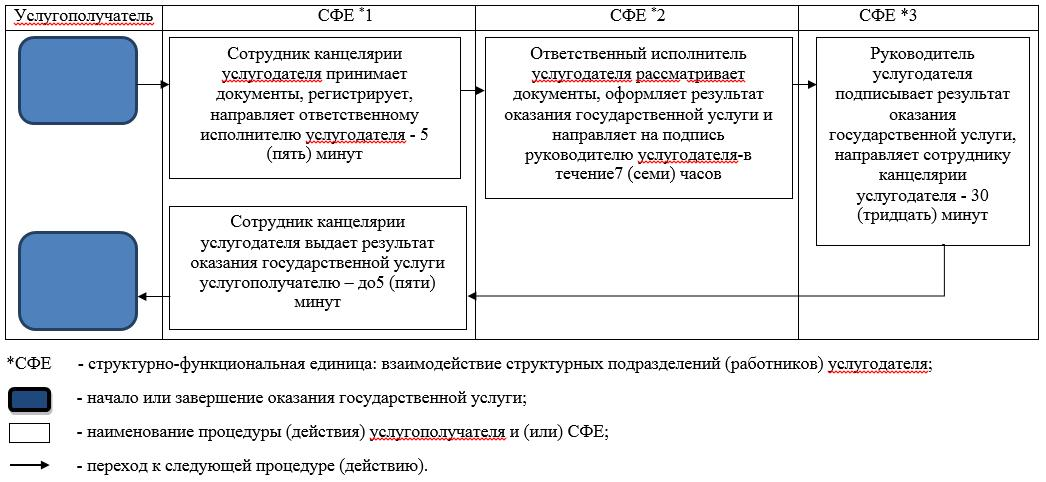 Услугополучатель
СФЕ *1
СФЕ *2
СФЕ *3
Сотрудник канцелярии
услугодателя принимает
документы, регистрирует,
направляет ответственному
исполнителю услугодателя - 5
(пять) минут
Ответственный исполнитель
услугодателя рассматривает
документы, оформляет результат
оказания государственной услуги и
направляет на подпись
руководителю услугодателя-в
течение7 (семи) часов
Руководитель
услугодателя
подписывает результат
оказания
государственной услуги,
направляет сотруднику
канцелярии
услугодателя - 30
(тридцать) минут
Сотрудник канцелярии
услугодателя выдает результат
оказания государственной услуги
услугополучателю – до5 (пяти)
минут
*СФЕ - структурно-функциональная единица: взаимодействие структурных подразделений (работников) услугодателя;
- начало или завершение оказания государственной услуги;
- наименование процедуры (действия) услугополучателя и (или) СФЕ;
- переход к следующей процедуре (действию).